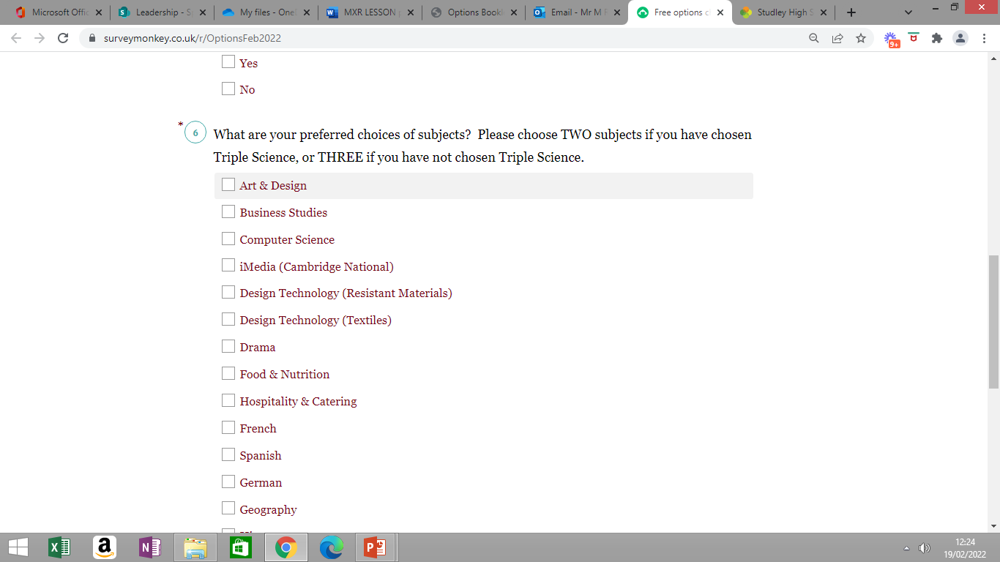 Microsoft Offic
Leadership - S
My files - One
MXR LESSON
Options Book
Email - Mr M
Free options c
Studley High S
surveymonkey.co.uk/r/OptionsFeb2022
9+
Yes
No
* 6 What are your preferred choices of subjects? Please choose TWO subjects if you have chosen
Triple Science, or THREE if you have not chosen Triple Science.
Art & Design
Business Studies
Computer Science
iMedia (Cambridge National)
Design Technology (Resistant Materials)
Design Technology (Textiles)
Drama
Food & Nutrition
Hospitality & Catering
French
Spanish
German
Geography
12:24
19/02/2022